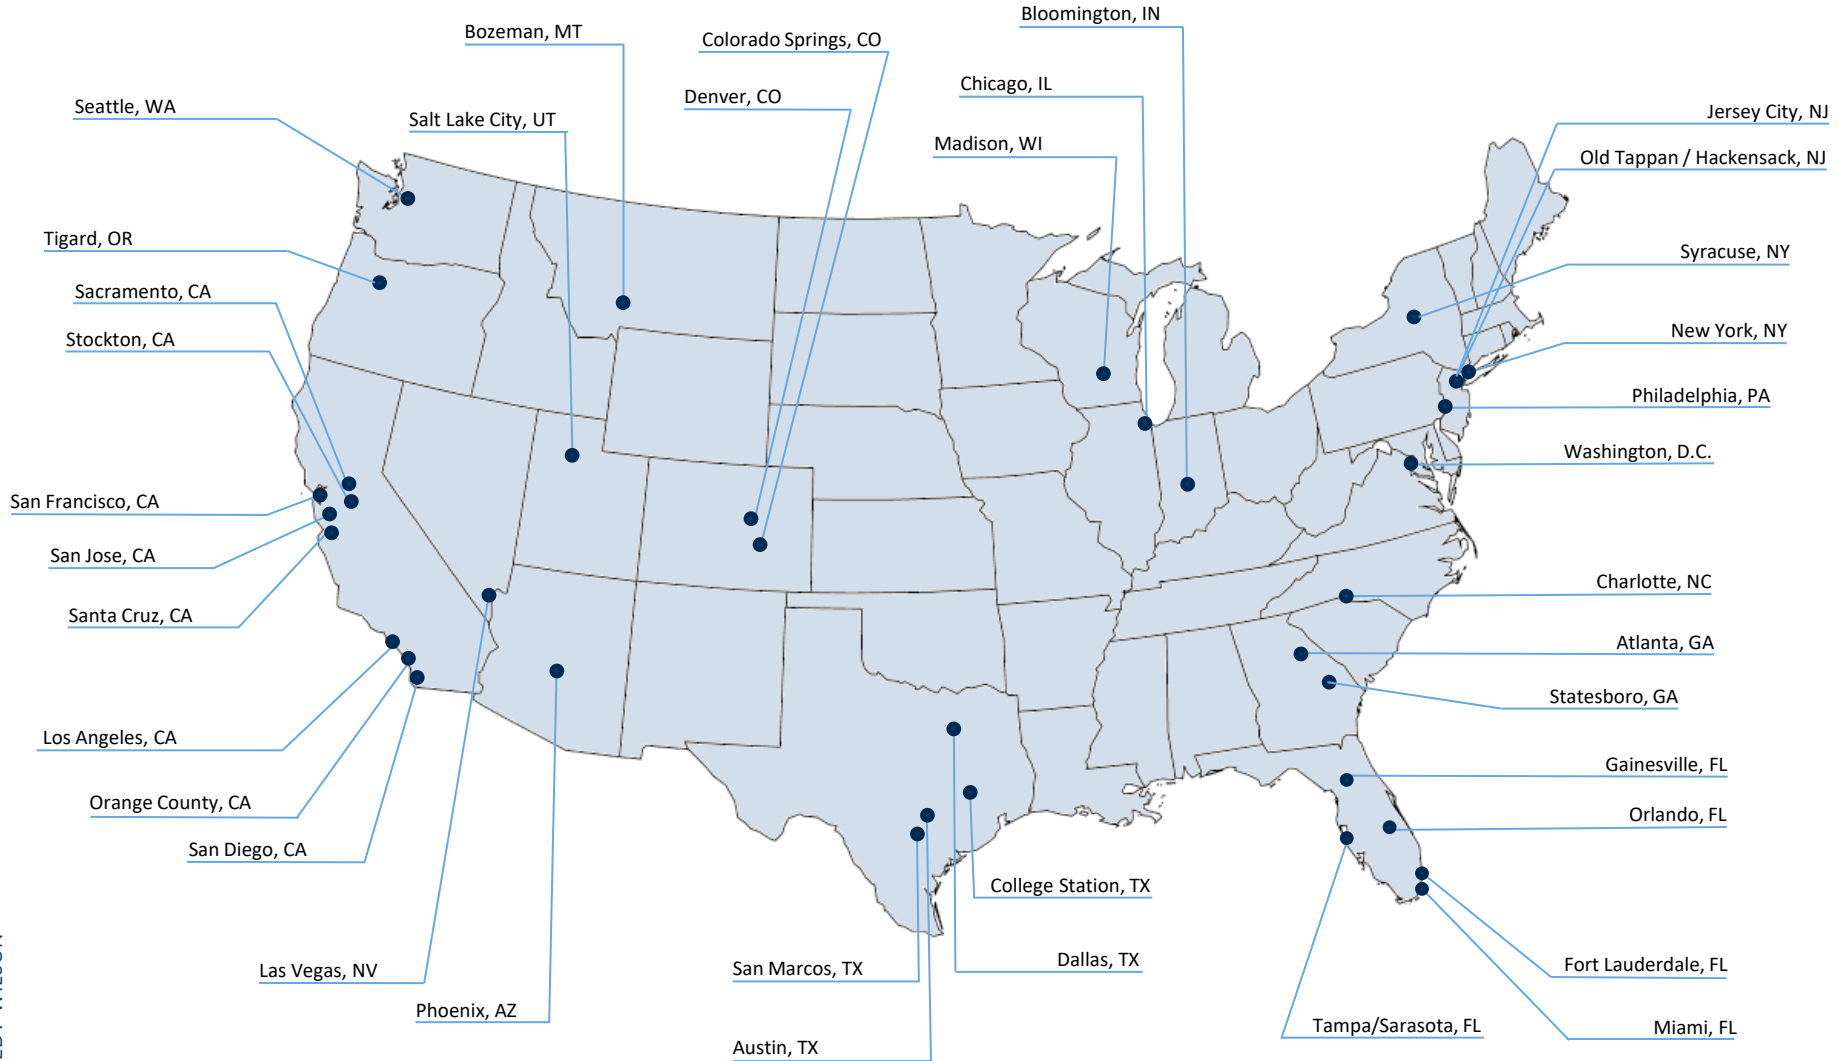 Bloomington, IN
Bozeman, MT
Colorado Springs, CO
Chicago, IL
Denver, CO
Seattle, WA
Jersey City, NJ
Salt Lake City, UT
Madison, WI
Old Tappan / Hackensack, NJ
Tigard, OR
Syracuse, NY
Sacramento, CA
Stockton, CA
New York, NY
Philadelphia, PA
Washington, D.C.
San Francisco, CA
San Jose, CA
Charlotte, NC
Santa Cruz, CA
Atlanta, GA
Statesboro, GA
Los Angeles, CA
Gainesville, FL
Orange County, CA
Orlando, FL
San Diego, CA
College Station, TX
Dallas, TX
Fort Lauderdale, FL
San Marcos, TX
Las Vegas, NV
Phoenix, AZ
Tampa/Sarasota, FL
Miami, FL
Austin, TX